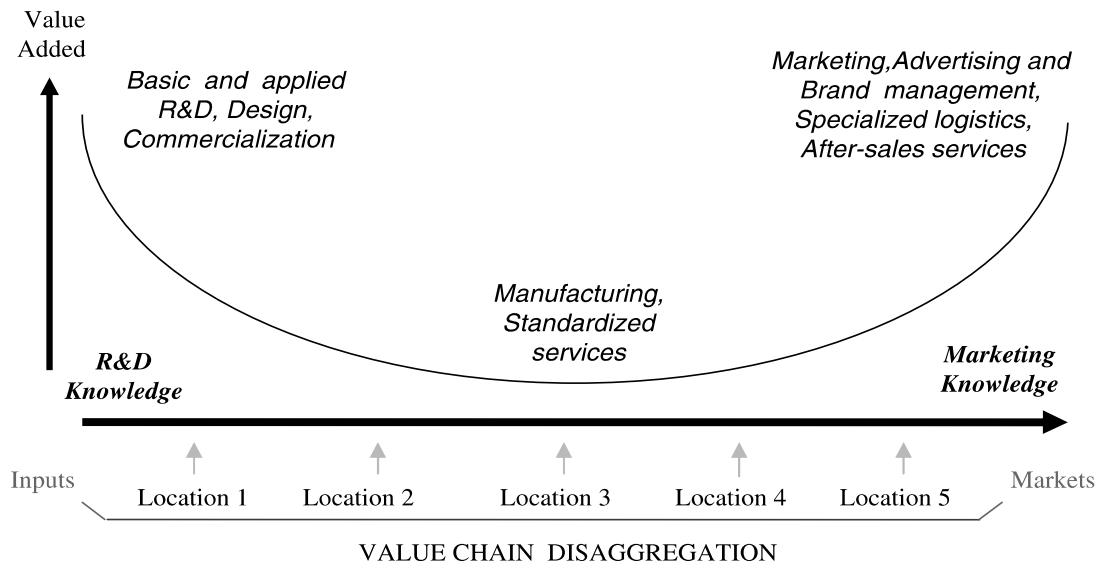 Value
Added
Basic and applied
R&D, Design,
Commercialization
Marketing,Advertising and
Brand management,
Specialized logistics,
After-sales services
Manufacturing,
Standardized
services
R&D
Knowledge
Marketing
Knowledge
Inputs
Location 1
Location 2
Location 3
Location 4
Location 5
Markets
VALUE CHAIN DISAGGREGATION